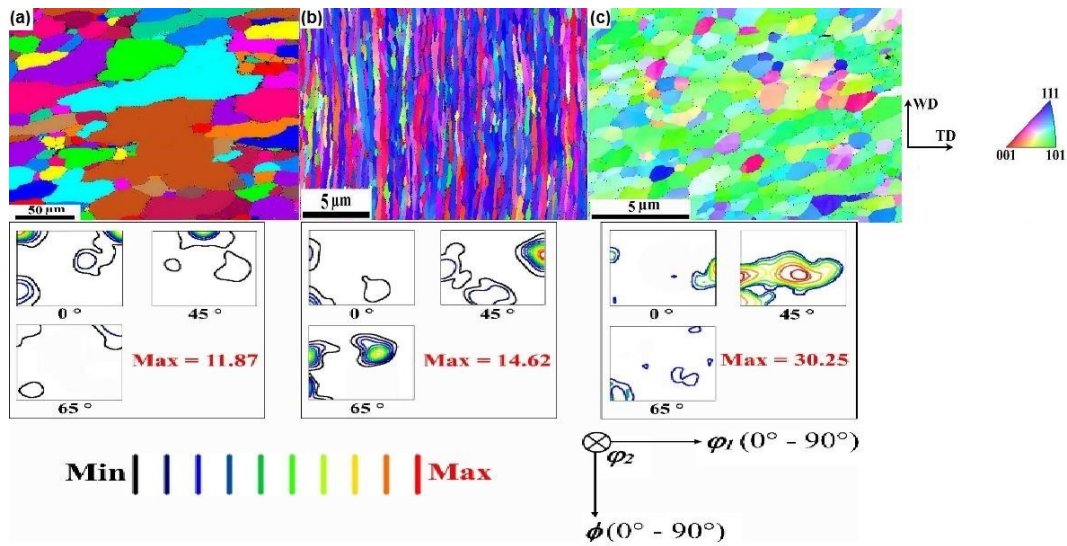 (a)
50 μm
(b)
5 μm
(c)
5 μm
WD
TD
111
001
101
0 °
45 °
65 °
Max = 11.87
0 °
45 °
65 °
Max = 14.62
0 °
45 °
65 °
Max = 30.25
Min
Max
φ2
φ1 (0° - 90°)
ϕ (0° - 90°)